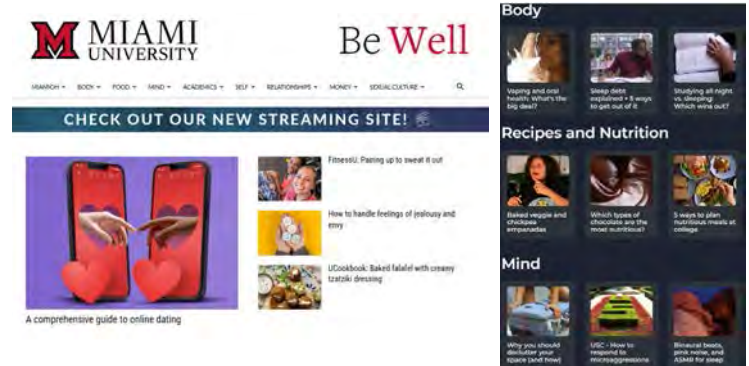 MIAMI
UNIVERSITY
Be Well
MIAMIOH BODY FOOD MIND ACADEMICS SELF RELATIONSHIPS MONEY SEXUAL CULTURE
CHECK OUT OUR NEW STREAMING SITE!
A comprehensive guide to online dating
FitnessU: Pairing up to sweat it out
How to handle feelings of jealousy and
envy
UCookbook: Baked falafel with creamy
tzatziki dressing
Body
Vaping and oral
health: What's the
big deal?
Sleep debt
explained + 5 ways
to get out of it
Studying all night
vs. sleeping:
Which wins out?
Recipes and Nutrition
Baked veggie and
chickpea
empanadas
Which types of
chocolate are the
most nutritious?
5 ways to plan
nutritious meals at
college
Mind
Why you should
declutter your
space (and how)
USC - How to
respond to
microaggressions
Binaural beats,
pink noise, and
ASMR for sleep